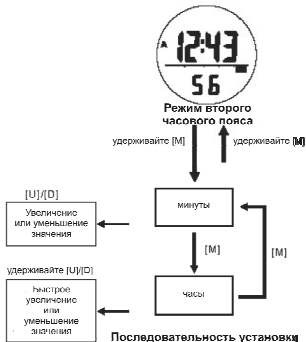 A
12:43
56
Режим второго
часового пояса
удерживайте [M]
удерживайте [M]
[U]/[D]
Увеличение
или уменьшение
значения
минуты
[M]
[M]
удерживайте [U]/[D]
Быстрое
увеличение
или
уменьшение
значения
часы
Последовательность установки